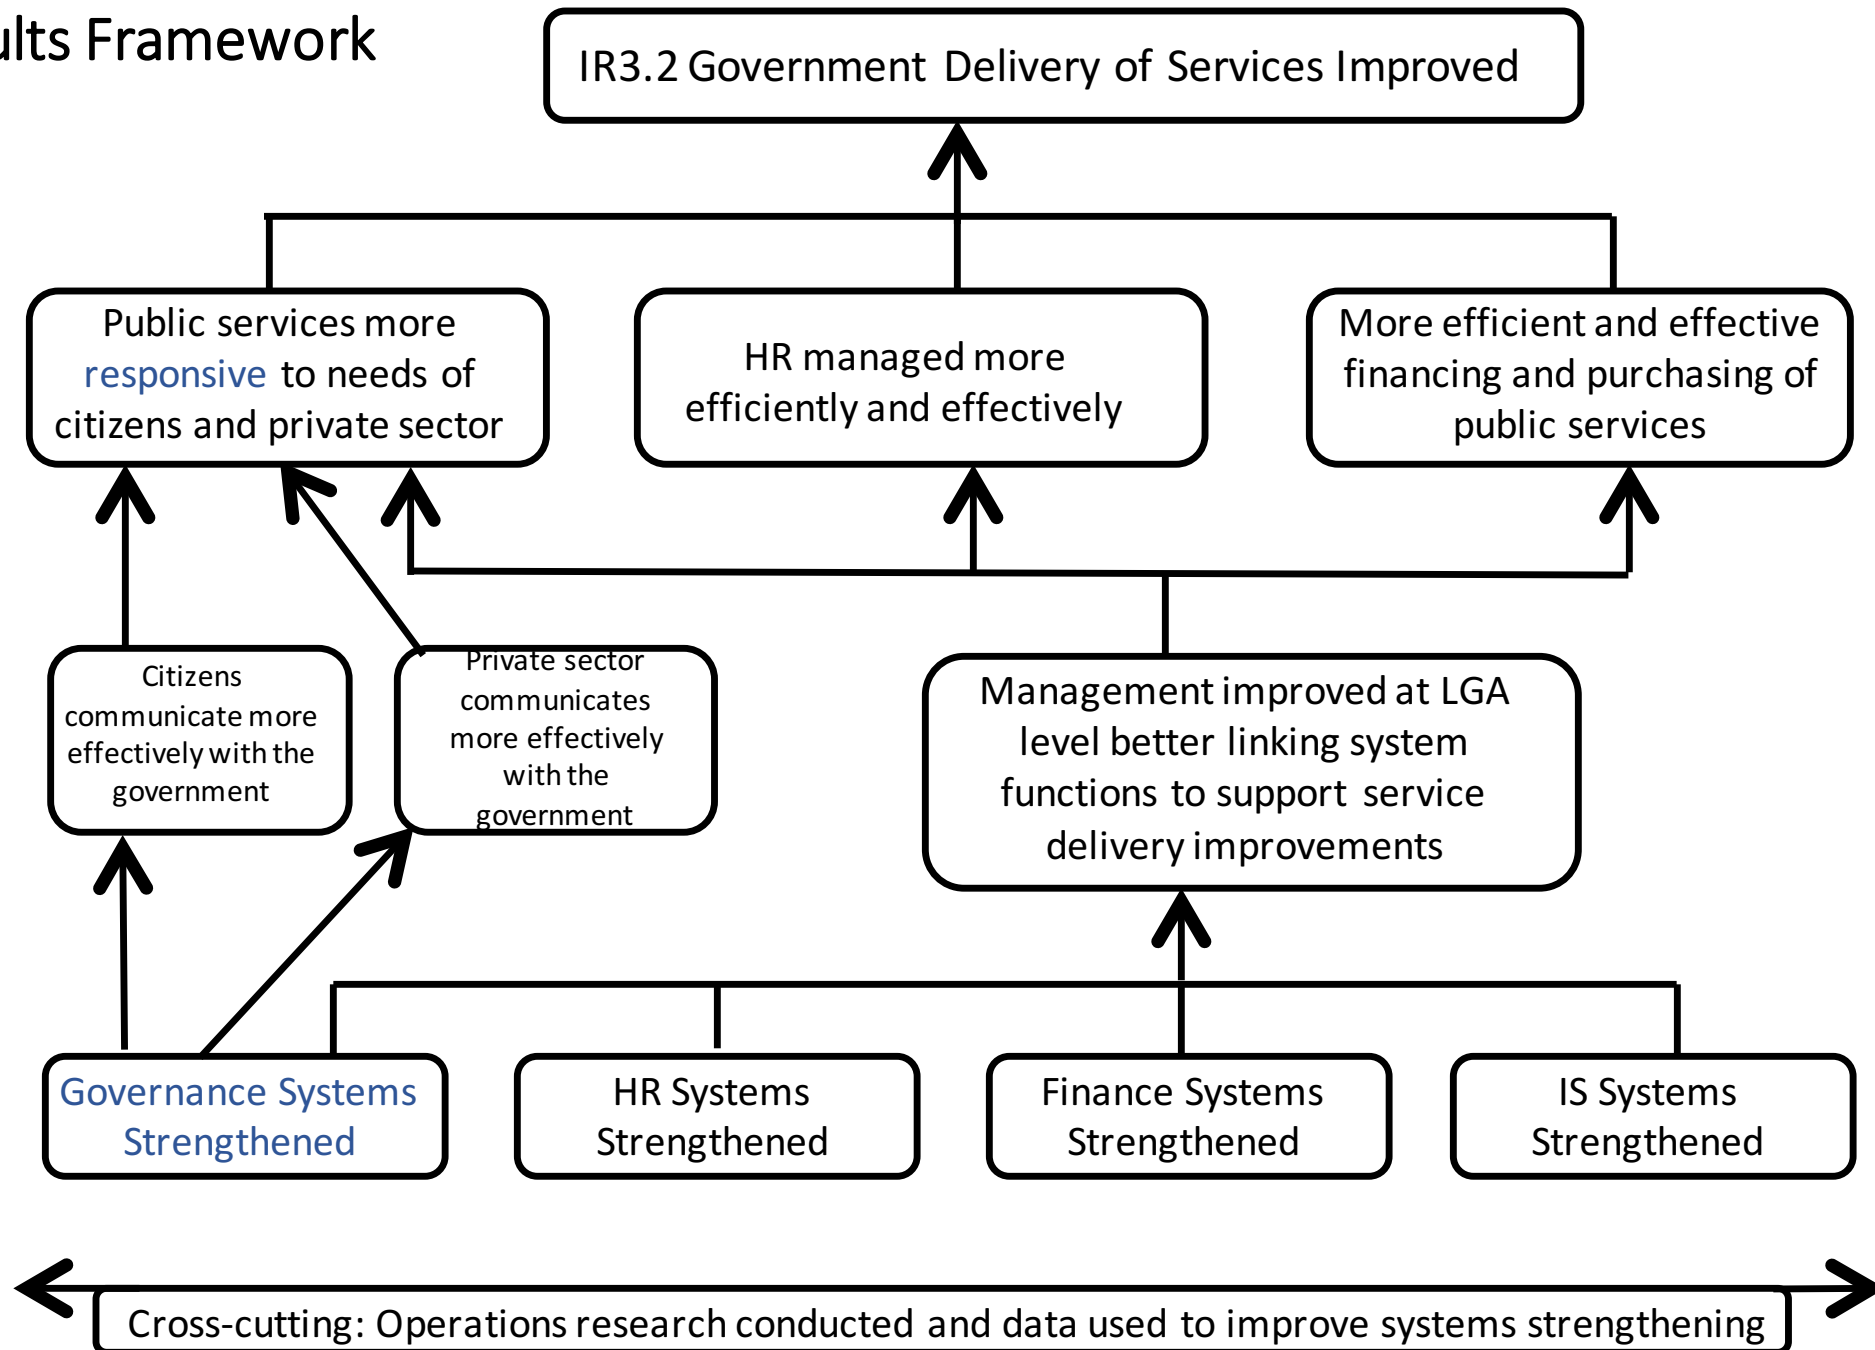 ults Framework
IR3.2 Government Delivery of Services Improved
Public services more
responsive to needs of
citizens and private sector
HR managed more
efficiently and effectively
More efficient and effective
financing and purchasing of
public services
Citizens
communicate more
effectively with the
government
Private sector
communicates
more effectively
with the
government
Management improved at LGA
level better linking system
functions to support service
delivery improvements
Governance Systems
Strengthened
HR Systems
Strengthened
Finance Systems
Strengthened
IS Systems
Strengthened
Cross-cutting: Operations research conducted and data used to improve systems strengthening